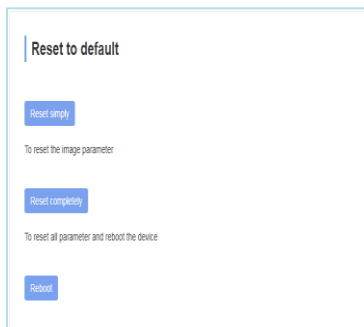 Reset to default
Reset simply
To reset the image parameter
Reset completely
To reset all parameter and reboot the device
Reboot